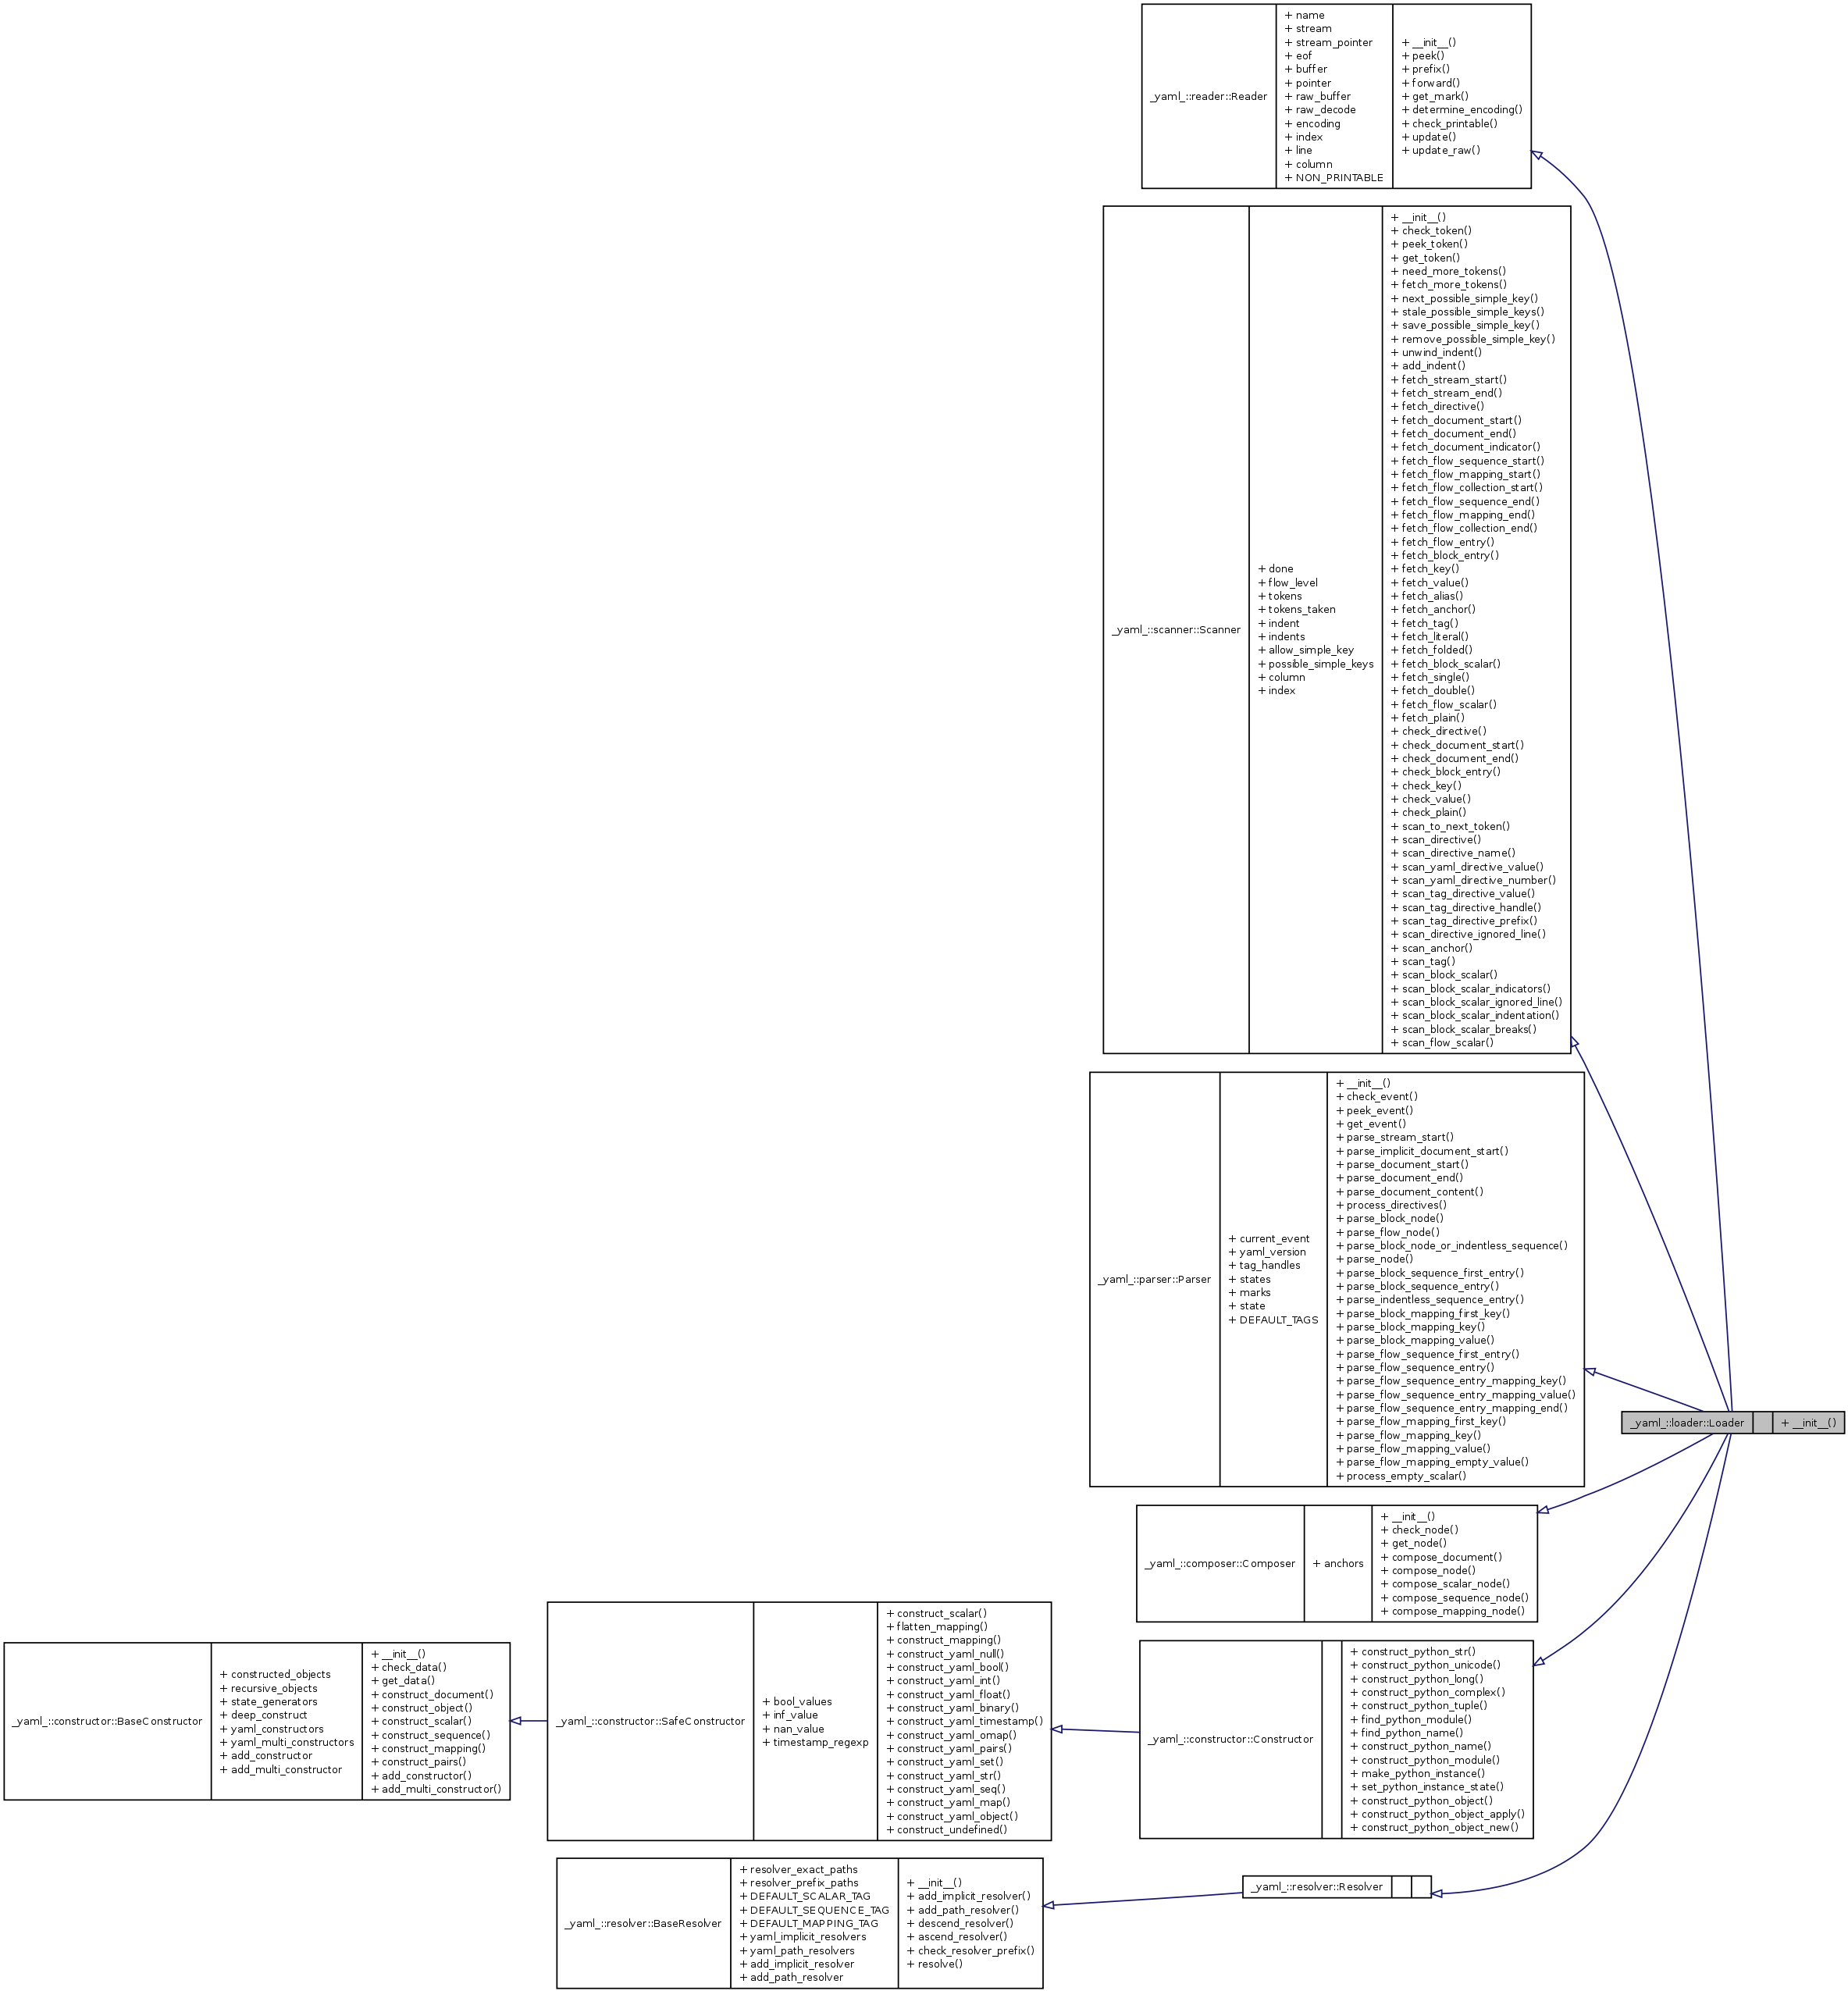 _yaml_::reader::Reader
+ name
+ stream
+ stream_pointer
+ eof
+ buffer
+ pointer
+ raw_buffer
+ raw_decode
+ encoding
+ index
+ line
+ column
+ NON_PRINTABLE
+ __init__()
+ peek()
+ prefix()
+ forward()
+ get_mark()
+ determine_encoding()
+ check_printable()
+ update()
+ update_raw()
_yaml_::scanner::Scanner
+ done
+ flow_level
+ tokens
+ tokens_taken
+ indent
+ indents
+ allow_simple_key
+ possible_simple_keys
+ column
+ index
+ __init__()
+ check_token()
+ peek_token()
+ get_token()
+ need_more_tokens()
+ fetch_more_tokens()
+ next_possible_simple_key()
+ stale_possible_simple_keys()
+ save_possible_simple_key()
+ remove_possible_simple_key()
+ unwind_indent()
+ add_indent()
+ fetch_stream_start()
+ fetch_stream_end()
+ fetch_directive()
+ fetch_document_start()
+ fetch_document_end()
+ fetch_document_indicator()
+ fetch_flow_sequence_start()
+ fetch_flow_mapping_start()
+ fetch_flow_collection_start()
+ fetch_flow_sequence_end()
+ fetch_flow_mapping_end()
+ fetch_flow_collection_end()
+ fetch_flow_entry()
+ fetch_block_entry()
+ fetch_key()
+ fetch_value()
+ fetch_alias()
+ fetch_anchor()
+ fetch_tag()
+ fetch_literal()
+ fetch_folded()
+ fetch_block_scalar()
+ fetch_single()
+ fetch_double()
+ fetch_flow_scalar()
+ fetch_plain()
+ check_directive()
+ check_document_start()
+ check_document_end()
+ check_block_entry()
+ check_key()
+ check_value()
+ check_plain()
+ scan_to_next_token()
+ scan_directive()
+ scan_directive_name()
+ scan_yaml_directive_value()
+ scan_yaml_directive_number()
+ scan_tag_directive_value()
+ scan_tag_directive_handle()
+ scan_tag_directive_prefix()
+ scan_directive_ignored_line()
+ scan_anchor()
+ scan_tag()
+ scan_block_scalar()
+ scan_block_scalar_indicators()
+ scan_block_scalar_ignored_line()
+ scan_block_scalar_indentation()
+ scan_block_scalar_breaks()
+ scan_flow_scalar()
_yaml_::parser::Parser
+ current_event
+ yaml_version
+ tag_handles
+ states
+ marks
+ state
+ DEFAULT_TAGS
+ __init__()
+ check_event()
+ peek_event()
+ get_event()
+ parse_stream_start()
+ parse_implicit_document_start()
+ parse_document_start()
+ parse_document_end()
+ parse_document_content()
+ process_directives()
+ parse_block_node()
+ parse_flow_node()
+ parse_block_node_or_indentless_sequence()
+ parse_node()
+ parse_block_sequence_first_entry()
+ parse_block_sequence_entry()
+ parse_indentless_sequence_entry()
+ parse_block_mapping_first_key()
+ parse_block_mapping_key()
+ parse_block_mapping_value()
+ parse_flow_sequence_first_entry()
+ parse_flow_sequence_entry()
+ parse_flow_sequence_entry_mapping_key()
+ parse_flow_sequence_entry_mapping_value()
+ parse_flow_sequence_entry_mapping_end()
+ parse_flow_mapping_first_key()
+ parse_flow_mapping_key()
+ parse_flow_mapping_value()
+ parse_flow_mapping_empty_value()
+ process_empty_scalar()
_yaml_::loader::Loader
+ __init__()
_yaml_::composer::Composer
+ anchors
+ __init__()
+ check_node()
+ get_node()
+ compose_document()
+ compose_node()
+ compose_scalar_node()
+ compose_sequence_node()
+ compose_mapping_node()
_yaml_::constructor::BaseConstructor
+ constructed_objects
+ recursive_objects
+ state_generators
+ deep_construct
+ yaml_constructors
+ yaml_multi_constructors
+ add_constructor
+ add_multi_constructor
+ __init__()
+ check_data()
+ get_data()
+ construct_document()
+ construct_object()
+ construct_scalar()
+ construct_sequence()
+ construct_mapping()
+ construct_pairs()
+ add_constructor()
+ add_multi_constructor()
_yaml_::constructor::SafeConstructor
+ bool_values
+ inf_value
+ nan_value
+ timestamp_regexp
+ construct_scalar()
+ flatten_mapping()
+ construct_mapping()
+ construct_yaml_null()
+ construct_yaml_bool()
+ construct_yaml_int()
+ construct_yaml_float()
+ construct_yaml_binary()
+ construct_yaml_timestamp()
+ construct_yaml_omap()
+ construct_yaml_pairs()
+ construct_yaml_set()
+ construct_yaml_str()
+ construct_yaml_seq()
+ construct_yaml_map()
+ construct_yaml_object()
+ construct_undefined()
_yaml_::constructor::Constructor
+ construct_python_str()
+ construct_python_unicode()
+ construct_python_long()
+ construct_python_complex()
+ construct_python_tuple()
+ find_python_module()
+ find_python_name()
+ construct_python_name()
+ construct_python_module()
+ make_python_instance()
+ set_python_instance_state()
+ construct_python_object()
+ construct_python_object_apply()
+ construct_python_object_new()
_yaml_::resolver::BaseResolver
+ resolver_exact_paths
+ resolver_prefix_paths
+ DEFAULT_SCALAR_TAG
+ DEFAULT_SEQUENCE_TAG
+ DEFAULT_MAPPING_TAG
+ yaml_implicit_resolvers
+ yaml_path_resolvers
+ add_implicit_resolver
+ add_path_resolver
+ __init__()
+ add_implicit_resolver()
+ add_path_resolver()
+ descend_resolver()
+ ascend_resolver()
+ check_resolver_prefix()
+ resolve()
_yaml_::resolver::Resolver